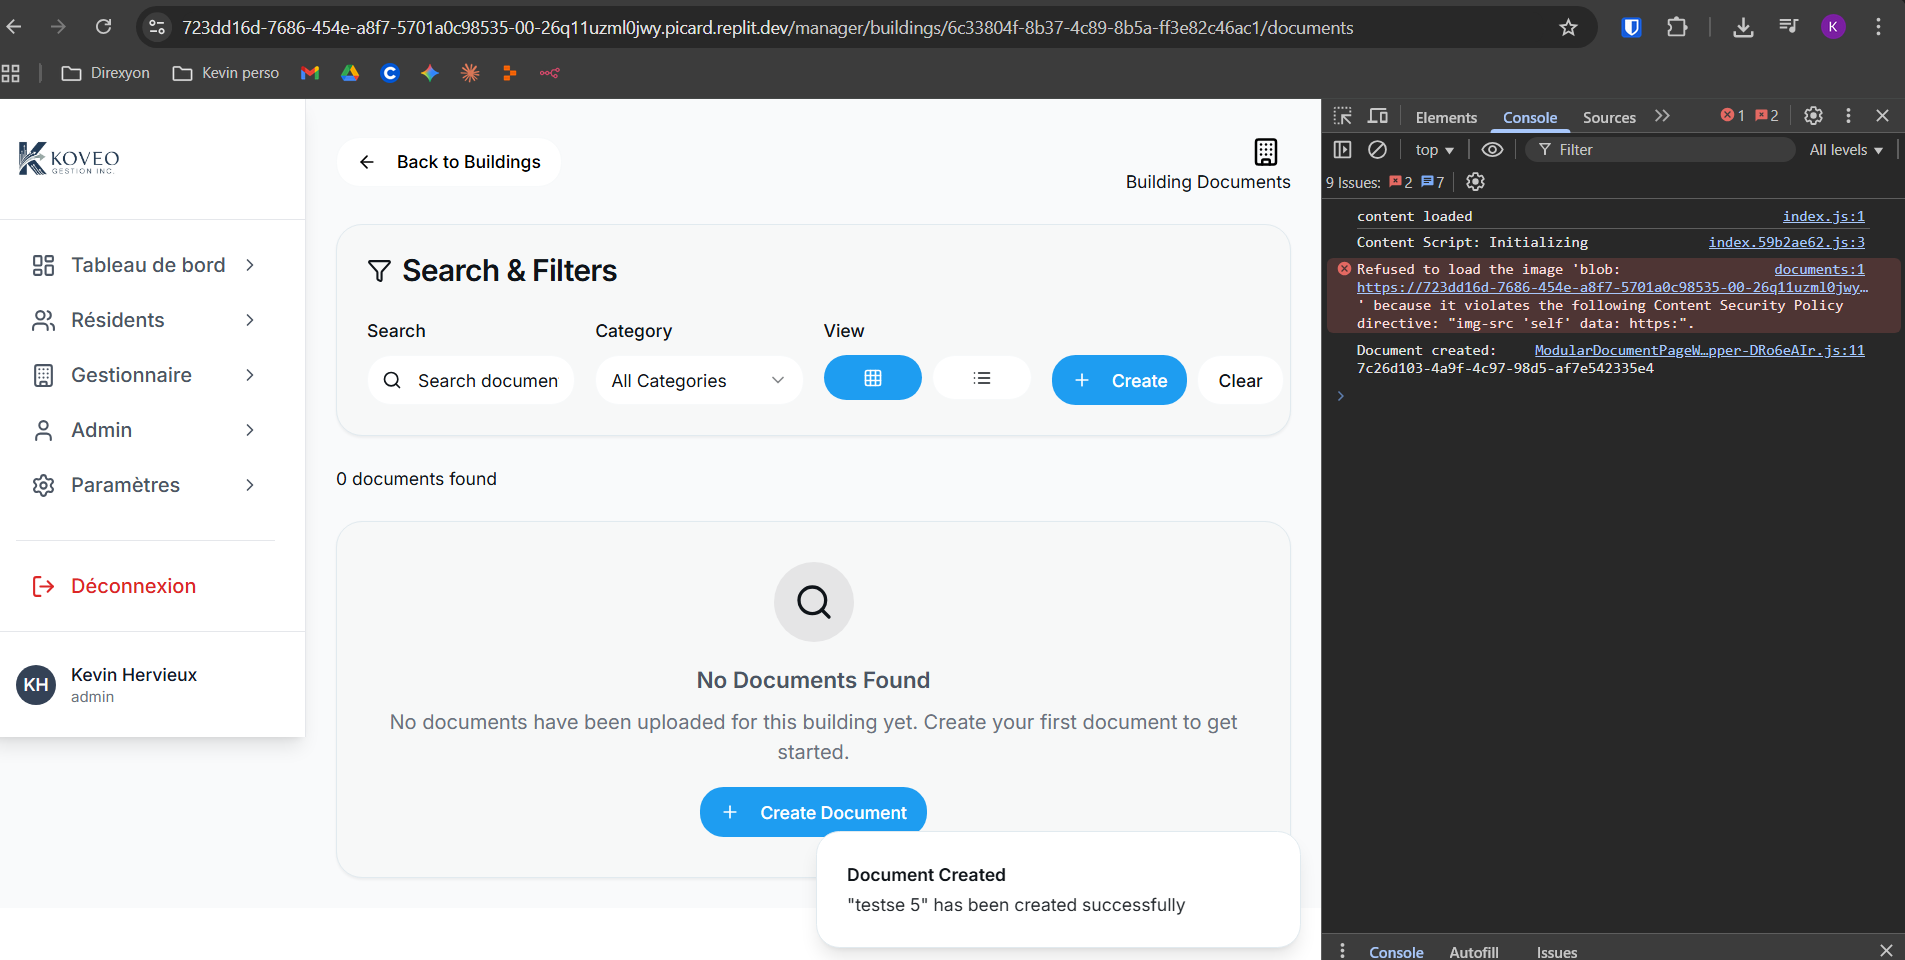 723dd16d-7686-454e-a8f7-5701a0c98535-00-26q11uzml0jwy.picard.replit.dev/manager/buildings/6c33804f-8b37-4c89-8b5a-ff3e82c46ac1/documents
K
Direxyon
Kevin perso
KOVEO
GESTION INC.
Tableau de bord
Résidents
Gestionnaire
Admin
Paramètres
Déconnexion
KH
Kevin Hervieux
admin
Back to Buildings
Building Documents
Search & Filters
Search
Category
View
Search documen
All Categories
Create
Clear
0 documents found
No Documents Found
No documents have been uploaded for this building yet. Create your first document to get
started.
Create Document
Document Created
"testse 5" has been created successfully
Elements
Console
Sources
1
2
top
Filter
All levels
9 Issues:
2
7
content loaded
index.js:1
Content Script: Initializing
index.59b2ae62.js:3
Refused to load the image 'blob:
documents:1
https://723dd16d-7686-454e-a8f7-5701a0c98535-00-26q11uzml0jwy…
' because it violates the following Content Security Policy
directive: "img-src 'self' data: https:".
Document created:
ModularDocumentPageW…pper-DRo6eAIr.js:11
7c26d103-4a9f-4c97-98d5-af7e542335e4
Console
Autofill
Issues